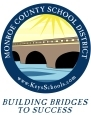 MONROE COUNTY SCHOOL DISTRICT
www.KeysSchools.com
BUILDING BRIDGES
TO SUCCESS